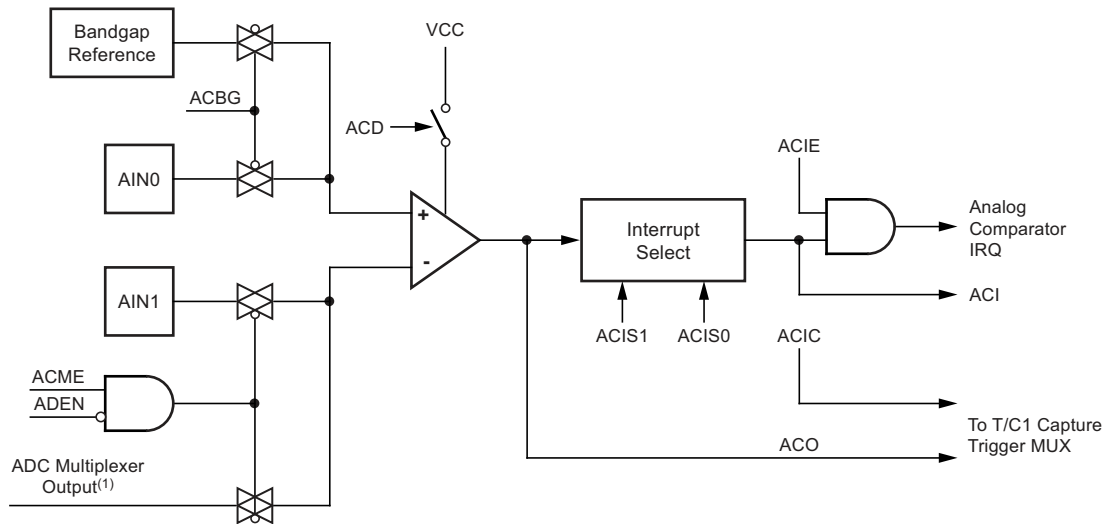 Bandgap
Reference
VCC
ACBG
ACD
ACIE
AIN0
+
Interrupt
Select
Analog
Comparator
IRQ
-
AIN1
ACI
ACIS1
ACIS0
ACIC
ACME
ADEN
To T/C1 Capture
Trigger MUX
ACO
ADC Multiplexer
Output(1)